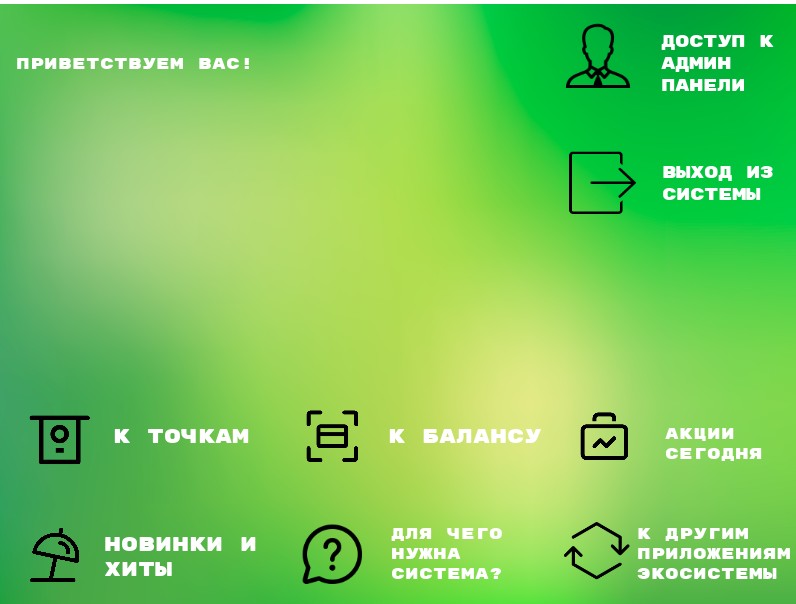 ПРИВЕТСТВУЕМ ВАС!
ДОСТУП К
АДМИН
ПАНЕЛИ
ВЫХОД ИЗ
СИСТЕМЫ
К ТОЧКАМ
К БАЛАНСУ
АКЦИИ
СЕГОДНЯ
НОВИНКИ И
ХИТЫ
ДЛЯ ЧЕГО
НУЖНА
СИСТЕМА?
К ДРУГИМ
ПРИЛОЖЕНИЯМ
ЭКОСИСТЕМЫ